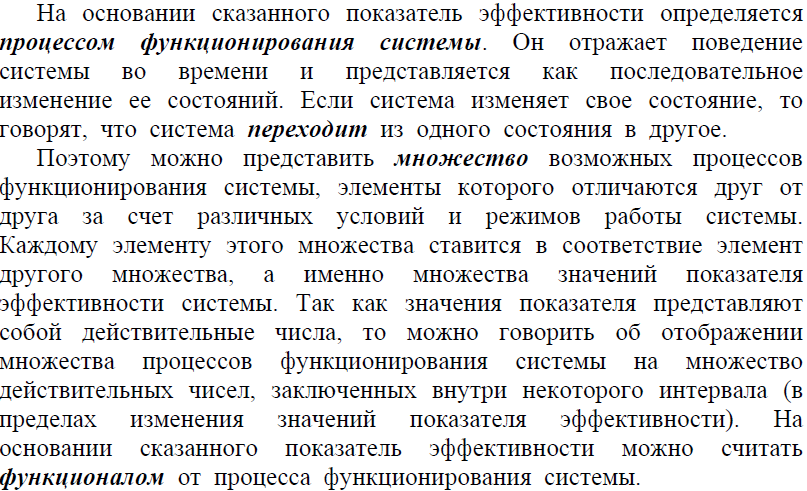 На основании сказанного показатель эффективности определяется
процессом функционирования системы. Он отражает поведение
системы во времени и представляется как последовательное
изменение ее состояний. Если система изменяет свое состояние, то
говорят, что система переходит из одного состояния в другое.
Поэтому можно представить множество возможных процессов
функционирования системы, элементы которого отличаются друг от
друга за счет различных условий и режимов работы системы.
Каждому элементу этого множества ставится в соответствие элемент
другого множества, а именно множества значений показателя
эффективности системы. Так как значения показателя представляют
собой действительные числа, то можно говорить об отображении
множества процессов функционирования системы на множество
действительных чисел, заключенных внутри некоторого интервала (в
пределах изменения значений показателя эффективности). На
основании сказанного показатель эффективности можно считать
функционалом от процесса функционирования системы.